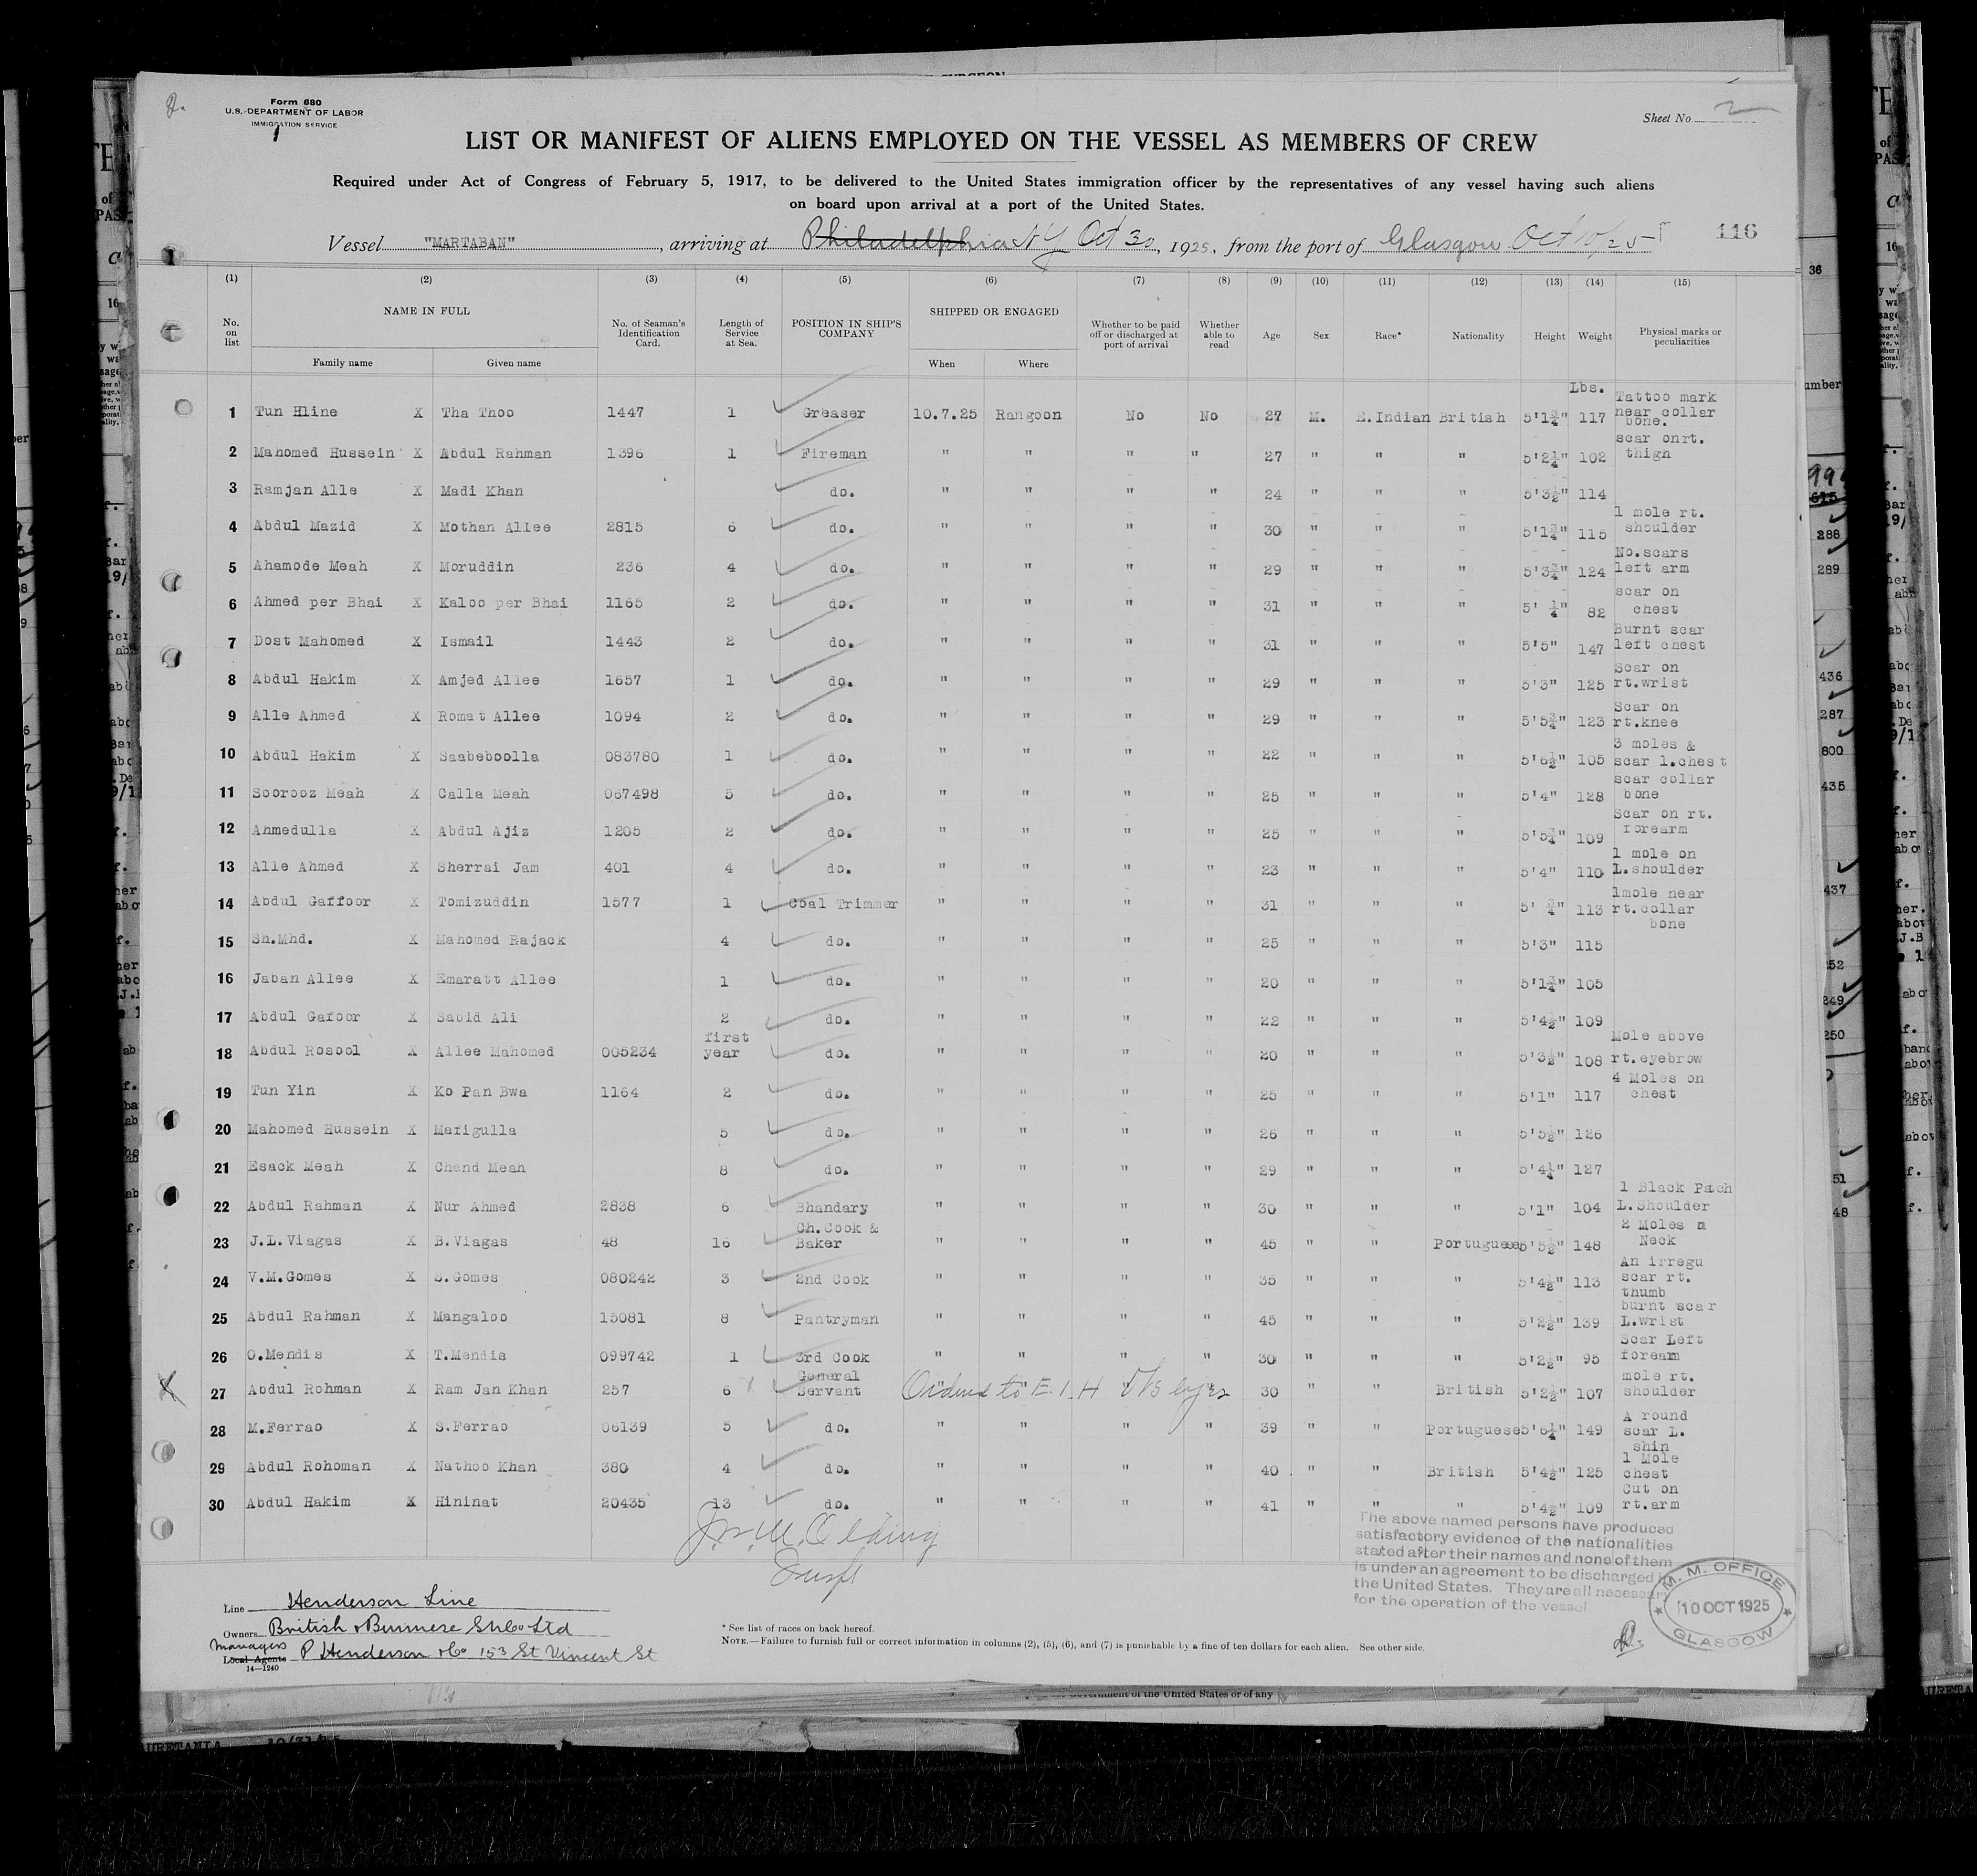 Form 680
U.S. DEPARTMENT OF LABOR
IMMIGRATION SERVICE
Sheet No. 2
LIST OR MANIFEST OF ALIENS EMPLOYED ON THE VESSEL AS MEMBERS OF CREW
Required under Act of Congress of February 5, 1917, to be delivered to the United States immigration officer by the representatives of any vessel having such aliens
on board upon arrival at a port of the United States.
Vessel "MARTABAN", arriving at Philadelphia N Y Oct 30, 1925, from the port of Glasgow Oct 10/25 116
(1) (2) (3) (4) (5) (6) (7) (8) (9) (10) (11) (12) (13) (14) (15)
No. on list NAME IN FULL Family name Given name No. of Seaman's Identification Card. Length of Service at Sea. POSITION IN SHIP'S COMPANY SHIPPED OR ENGAGED When Where Whether to be paid off or discharged at port of arrival Whether able to read Age Sex Race* Nationality Height Weight Physical marks or peculiarities
Lbs.
1 Tun Hline X Tha Thoo 1447 1 Greaser 10.7.25 Rangoon No No 27 M. E.Indian British 5'1¾" 117 Tattoo mark near collar bone.
2 Mahomed Hussein X Abdul Rahman 1396 1 Fireman " " " " 27 " " " 5'2¼" 102 scar onrt. thigh
3 Ramjan Alle X Madi Khan do. " " " " 24 " " " 5'3½" 114
4 Abdul Mazid X Mothan Allee 2815 6 do. " " " " 30 " " " 5'1¾" 115 1 mole rt. shoulder
5 Ahamode Meah X Moruddin 236 4 do. " " " " 29 " " " 5'3¾" 124 No.scars left arm
6 Ahmed per Bhai X Kaloo per Bhai 1165 2 do. " " " " 31 " " " 5' ¼" 82 scar on chest
7 Dost Mahomed X Ismail 1443 2 do. " " " " 31 " " " 5'5" 147 Burnt scar left chest
8 Abdul Hakim X Amjed Allee 1657 1 do. " " " " 29 " " " 5'3" 125 Scar on rt.wrist
9 Alle Ahmed X Romat Allee 1094 2 do. " " " " 29 " " " 5'5¾" 123 Scar on rt.knee
10 Abdul Hakim X Saabeboolla 083780 1 do. " " " " 22 " " " 5'6½" 105 3 moles & scar l.chest
11 Soorooz Meah X Calla Meah 067498 5 do. " " " " 25 " " " 5'4" 128 scar collar bone
12 Ahmedulla X Abdul Ajiz 1205 2 do. " " " " 25 " " " 5'5¾" 109 Scar on rt. forearm
13 Alle Ahmed X Sherrai Jam 401 4 do. " " " " 23 " " " 5'4" 110 1 mole on L.shoulder
14 Abdul Gaffoor X Tomizuddin 1577 1 Coal Trimmer " " " " 31 " " " 5' ¾" 113 1mole near rt.collar bone
15 Sh.Mhd. X Mahomed Rajack 4 do. " " " " 25 " " " 5'3" 115
16 Jaban Allee X Emaratt Allee 1 do. " " " " 20 " " " 5'1¾" 105
17 Abdul Gafoor X Sabid Ali 2 do. " " " " 22 " " " 5'4½" 109
18 Abdul Rosool X Allee Mahomed 005234 first year do. " " " " 20 " " " 5'3½" 108 Mole above rt.eyebrow
19 Tun Yin X Ko Pan Bwa 1164 2 do. " " " " 25 " " " 5'1" 117 4 Moles on chest
20 Mahomed Hussein X Mafigulla 5 do. " " " " 26 " " " 5'5½" 126
21 Esack Meah X Chand Meah 8 do. " " " " 29 " " " 5'4¼" 127
22 Abdul Rahman X Nur Ahmed 2838 6 Bhandary " " " " 30 " " " 5'1" 104 1 Black Pach L.Shoulder
23 J.L.Viagas X B.Viagas 48 16 Ch.Cook & Baker " " " " 45 " " Portuguese 5'5½" 148 2 Moles n Neck
24 V.M.Gomes X S.Gomes 080242 3 2nd Cook " " " " 35 " " " 5'4½" 113 An irregu scar rt. thumb
25 Abdul Rahman X Mangaloo 15081 8 Pantryman " " " " 45 " " " 5'2½" 139 burnt scar L.wrist
26 O.Mendis X T.Mendis 099742 1 3rd Cook " " " " 30 " " " 5'2½" 95 Scar Left foream
X 27 Abdul Rohman X Ram Jan Khan 257 6 General Servant Ordered to E.I.H 30 " " British 5'2½" 107 mole rt. shoulder
28 M.Ferrao X S.Ferrao 06139 5 do. " " " " 39 " " Portuguese 5'6¼" 149 A round scar L. shin
29 Abdul Rohoman X Nathoo Khan 380 4 do. " " " " 40 " " British 5'4½" 125 1 Mole chest
30 Abdul Hakim X Hininat 20435 13 do. " " " " 41 " " " 5'4½" 109 Cut on rt.arm
The above named persons have produced
satisfactory evidence of the nationalities
stated after their names and none of them
is under an agreement to be discharged in
the United States. They are all necessary
for the operation of the vessel.
M. M. OFFICE
10 OCT 1925
GLASGOW
Line Henderson Line
Owners British & Burmese SNCo Ltd
Managers
Local Agents P Henderson & Co 153 St Vincent St
14—1240
* See list of races on back hereof.
NOTE.—Failure to furnish full or correct information in columns (2), (5), (6), and (7) is punishable by a fine of ten dollars for each alien. See other side.